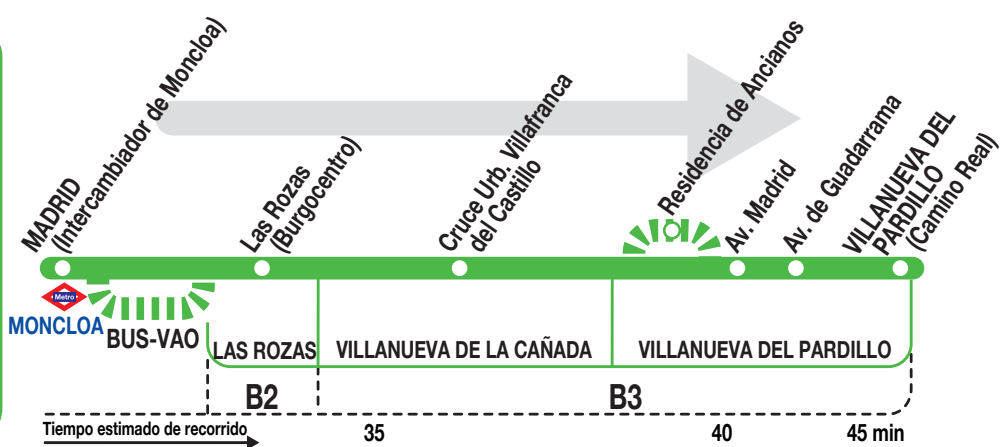 MADRID
(Intercambiador de Moncloa)
Las Rozas
(Burgocentro)
Cruce Urb. Villafranca
del Castillo
Residencia de Ancianos
Av. Madrid
Av. de Guadarrama
VILLANUEVA DEL
PARDILLO
(Camino Real)
Metro
MONCLOA
BUS-VAO
LAS ROZAS
VILLANUEVA DE LA CAÑADA
VILLANUEVA DEL PARDILLO
B2
B3
Tiempo estimado de recorrido
35
40
45 min